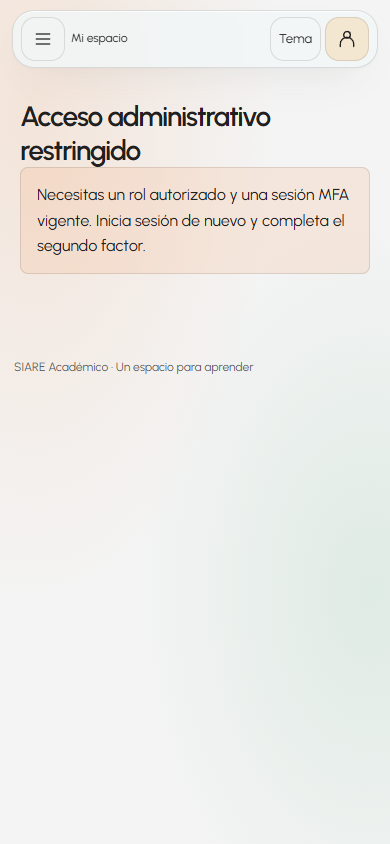 Mi espacio
Tema
Acceso administrativo
restringido
Necesitas un rol autorizado y una sesión MFA
vigente. Inicia sesión de nuevo y completa el
segundo factor.
SIARE Académico · Un espacio para aprender